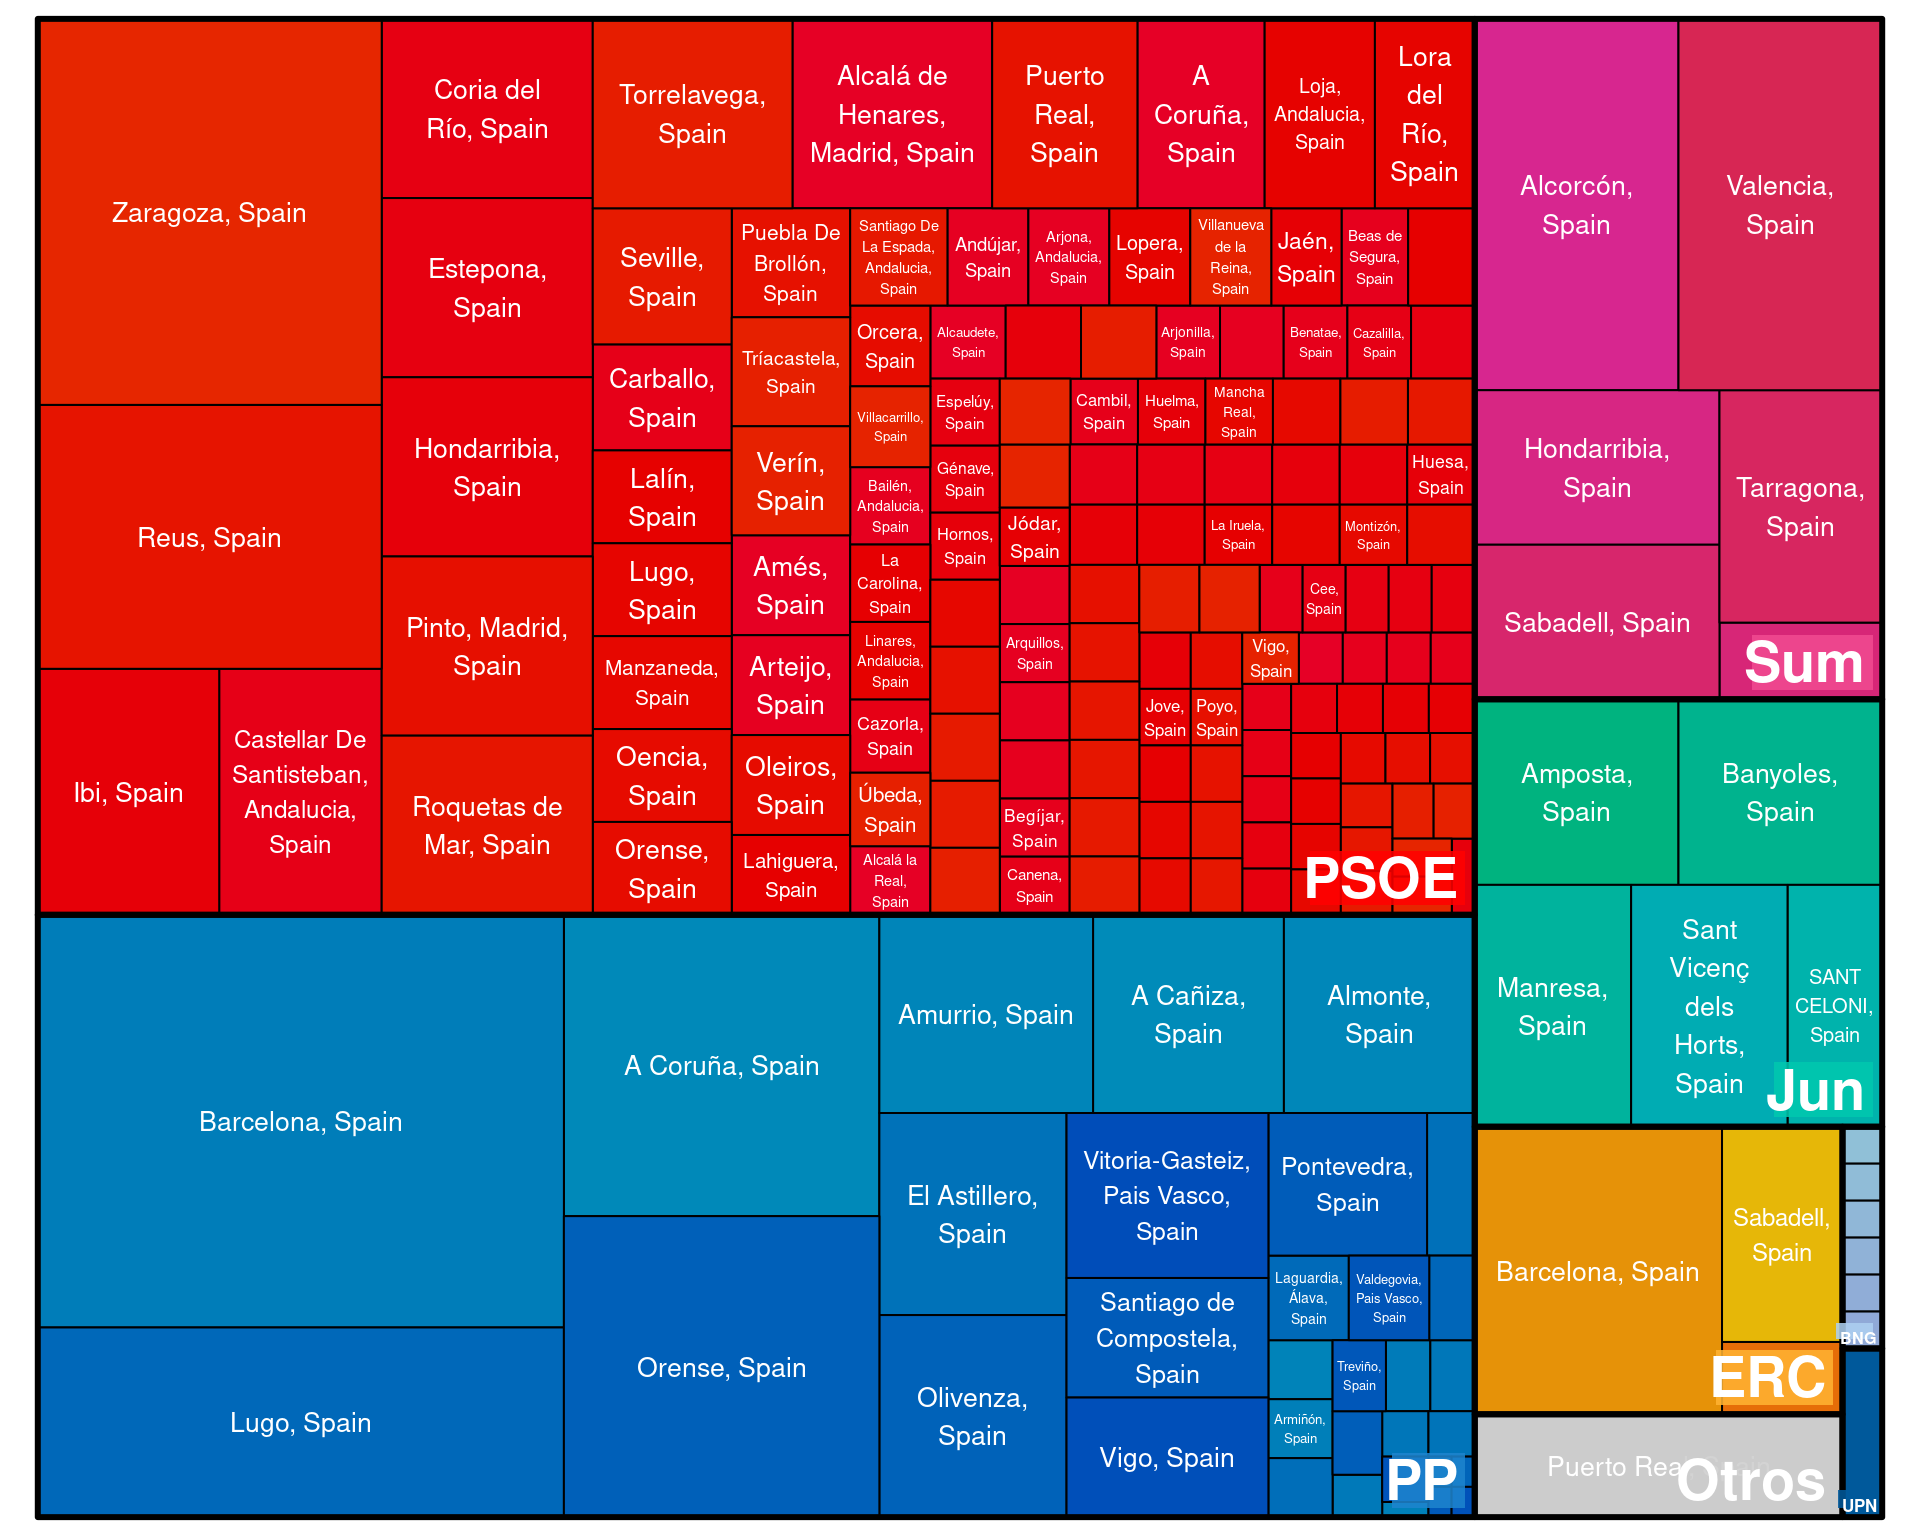 Zaragoza, Spain
Reus, Spain
Ibi, Spain
Castellar De
Santisteban,
Andalucia,
Spain
Coria del
Río, Spain
Estepona,
Spain
Hondarribia,
Spain
Pinto, Madrid,
Spain
Roquetas de
Mar, Spain
Torrelavega,
Spain
Alcalá de
Henares,
Madrid, Spain
Puerto
Real,
Spain
A
Coruña,
Spain
Loja,
Andalucia,
Spain
Lora
del
Río,
Spain
Seville,
Spain
Carballo,
Spain
Lalín,
Spain
Lugo,
Spain
Manzaneda,
Spain
Oencia,
Spain
Orense,
Spain
Puebla De
Brollón,
Spain
Tríacastela,
Spain
Verín,
Spain
Amés,
Spain
Arteijo,
Spain
Oleiros,
Spain
Lahiguera,
Spain
Santiago De
La Espada,
Andalucia,
Spain
Andújar,
Spain
Arjona,
Andalucia,
Spain
Lopera,
Spain
Villanueva
de la
Reina,
Spain
Jaén,
Spain
Beas de
Segura,
Spain
Orcera,
Spain
Villacarrillo,
Spain
Bailén,
Andalucia,
Spain
La
Carolina,
Spain
Linares,
Andalucia,
Spain
Cazorla,
Spain
Úbeda,
Spain
Alcalá la
Real,
Spain
Alcaudete,
Spain
Arjonilla,
Spain
Benatae,
Spain
Cazalilla,
Spain
Espelúy,
Spain
Génave,
Spain
Hornos,
Spain
Cambil,
Spain
Huelma,
Spain
Mancha
Real,
Spain
Huesa,
Spain
Jódar,
Spain
La Iruela,
Spain
Montizón,
Spain
Arquillos,
Spain
Begíjar,
Spain
Canena,
Spain
Cee,
Spain
Vigo,
Spain
Jove,
Spain
Poyo,
Spain
PSOE
Barcelona, Spain
Lugo, Spain
A Coruña, Spain
Orense, Spain
Amurrio, Spain
A Cañiza,
Spain
Almonte,
Spain
El Astillero,
Spain
Olivenza,
Spain
Vitoria-Gasteiz,
Pais Vasco,
Spain
Santiago de
Compostela,
Spain
Vigo, Spain
Pontevedra,
Spain
Laguardia,
Álava,
Spain
Valdegovia,
Pais Vasco,
Spain
Treviño,
Spain
Armiñón,
Spain
PP
Alcorcón,
Spain
Valencia,
Spain
Hondarribia,
Spain
Sabadell, Spain
Tarragona,
Spain
Sum
Amposta,
Spain
Banyoles,
Spain
Manresa,
Spain
Sant
Vicenç
dels
Horts,
Spain
SANT
CELONI,
Spain
Jun
Barcelona, Spain
Sabadell,
Spain
ERC
BNG
Puerto Real, Spain
Otros
UPN